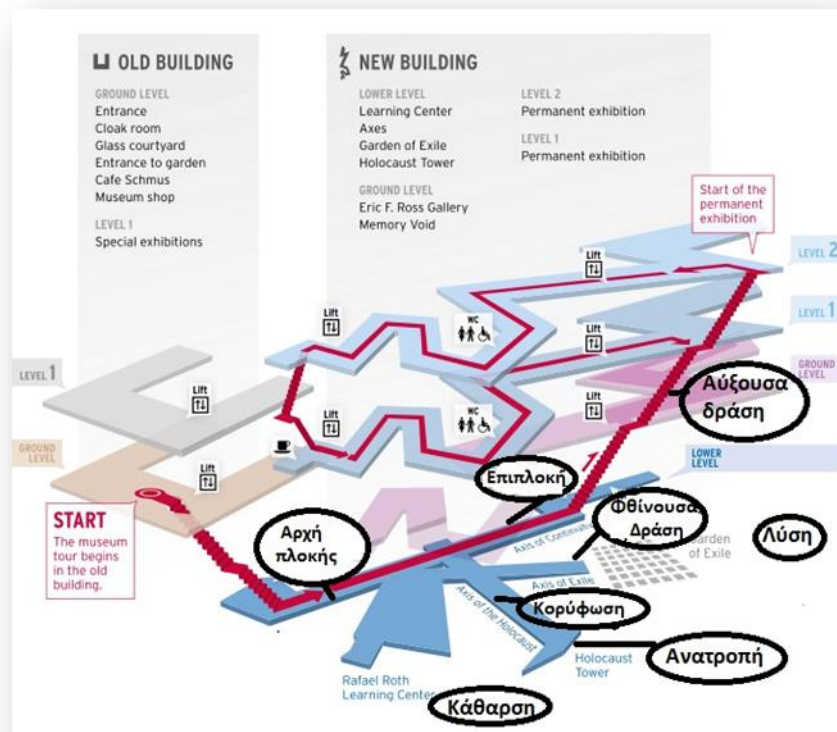 OLD BUILDING
GROUND LEVEL
Entrance
Cloak room
Glass courtyard
Entrance to garden
Cafe Schmus
Museum shop
LEVEL 1
Special exhibitions
NEW BUILDING
LOWER LEVEL
Learning Center
Axes
Garden of Exile
Holocaust Tower
GROUND LEVEL
Eric F. Ross Gallery
Memory Void
LEVEL 2
Permanent exhibition
LEVEL 1
Permanent exhibition
Start of the
permanent
exhibition
LEVEL 2
Lift
LEVEL 1
Lift
WC
Lift
GROUND
LEVEL
LEVEL 1
Lift
Αύξουσα
δράση
Lift
WC
Lift
GROUND
LEVEL
Lift
LOWER
LEVEL
Επιπλοκή
START
The museum
tour begins
in the old
building.
Αρχή
πλοκής
Axis of
Φθίνουσα
Δράση
of Exile
Λύση
Axis of Exile
Axis of the Holocaust
Κορύφωση
Holocaust
Tower
Ανατροπή
Rafael Roth
Learning Center
Κάθαρση